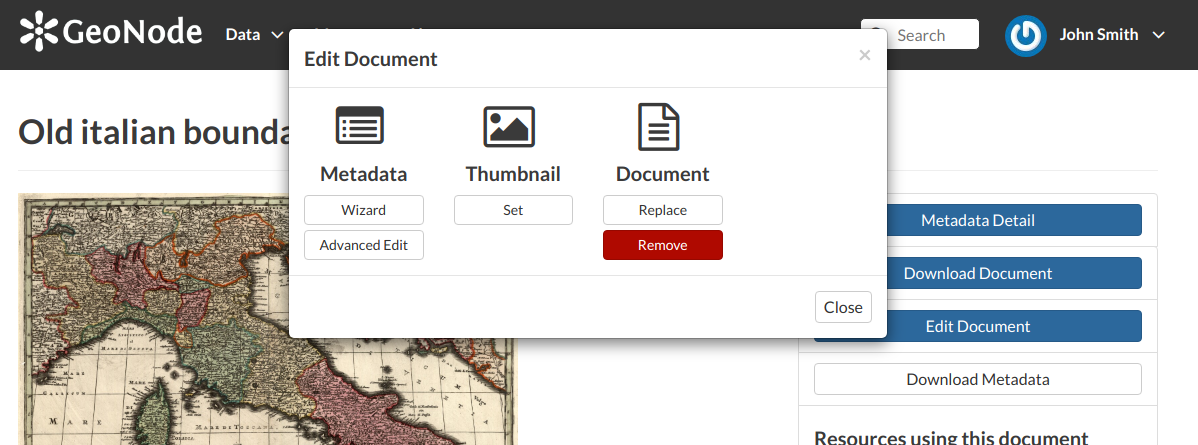 GeoNode
Data
Search
John Smith
Edit Document
×
Old italian bounda
Metadata
Thumbnail
Document
Wizard
Set
Replace
Advanced Edit
Remove
Close
Metadata Detail
Download Document
Edit Document
Download Metadata
Resources using this document